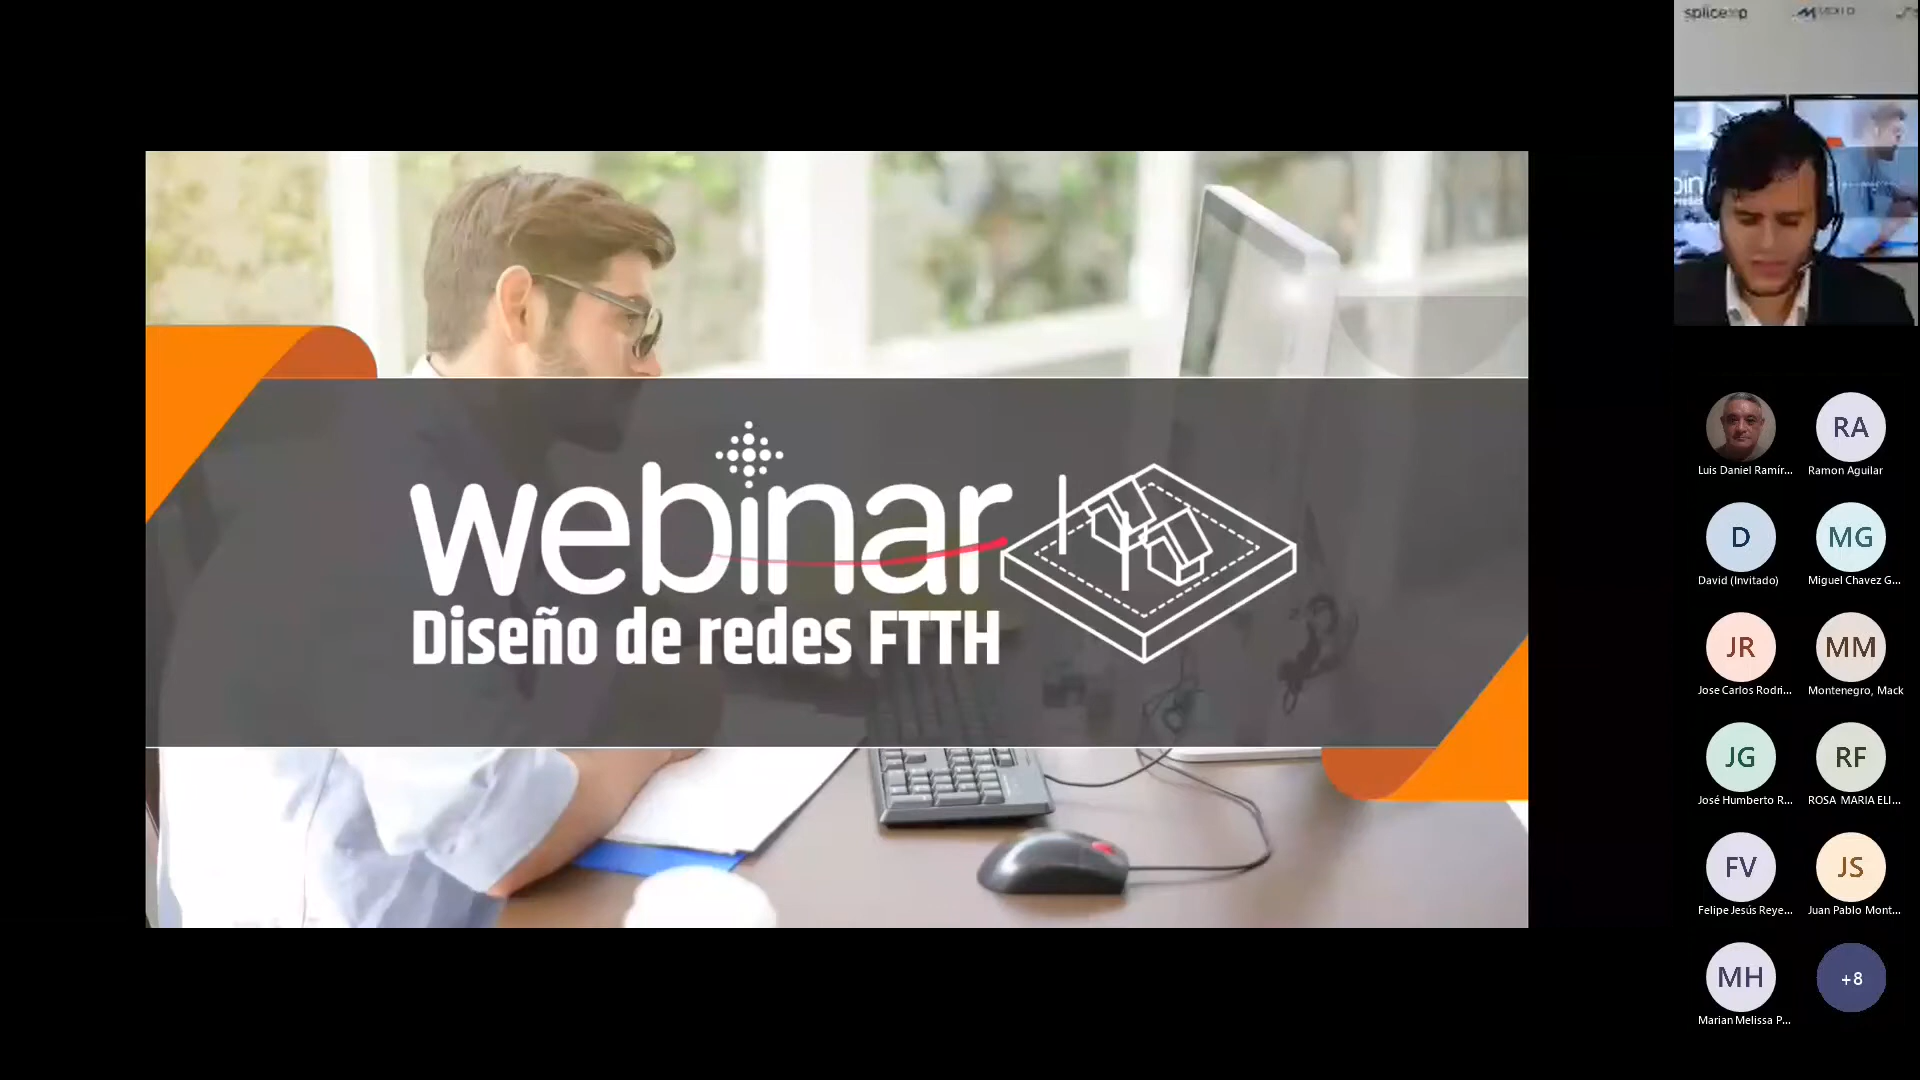 webinar
Diseño de redes FTTH
splice
Luis Daniel Ramír...
RA
Ramon Aguilar
D
David (Invitado)
MG
Miguel Chavez G...
JR
Jose Carlos Rodri...
MM
Montenegro, Mack
JG
José Humberto R...
RF
ROSA MARIA ELI...
FV
Felipe Jesús Reye...
JS
Juan Pablo Mont...
MH
Marian Melissa P...
+8